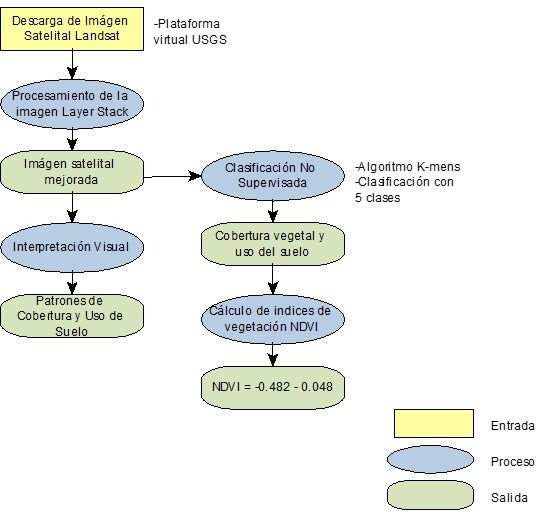 Descarga de Imágen
Satelital Landsat
-Plataforma
virtual USGS
Procesamiento de la
imagen Layer Stack
Imágen satelital
mejorada
Clasificación No
Supervisada
-Algoritmo K-mens
-Clasificación con
5 clases
Interpretación Visual
Cobertura vegetal y
uso del suelo
Patrones de
Cobertura y Uso de
Suelo
Cálculo de indices de
vegetación NDVI
NDVI = -0.482 - 0.048
Entrada
Proceso
Salida